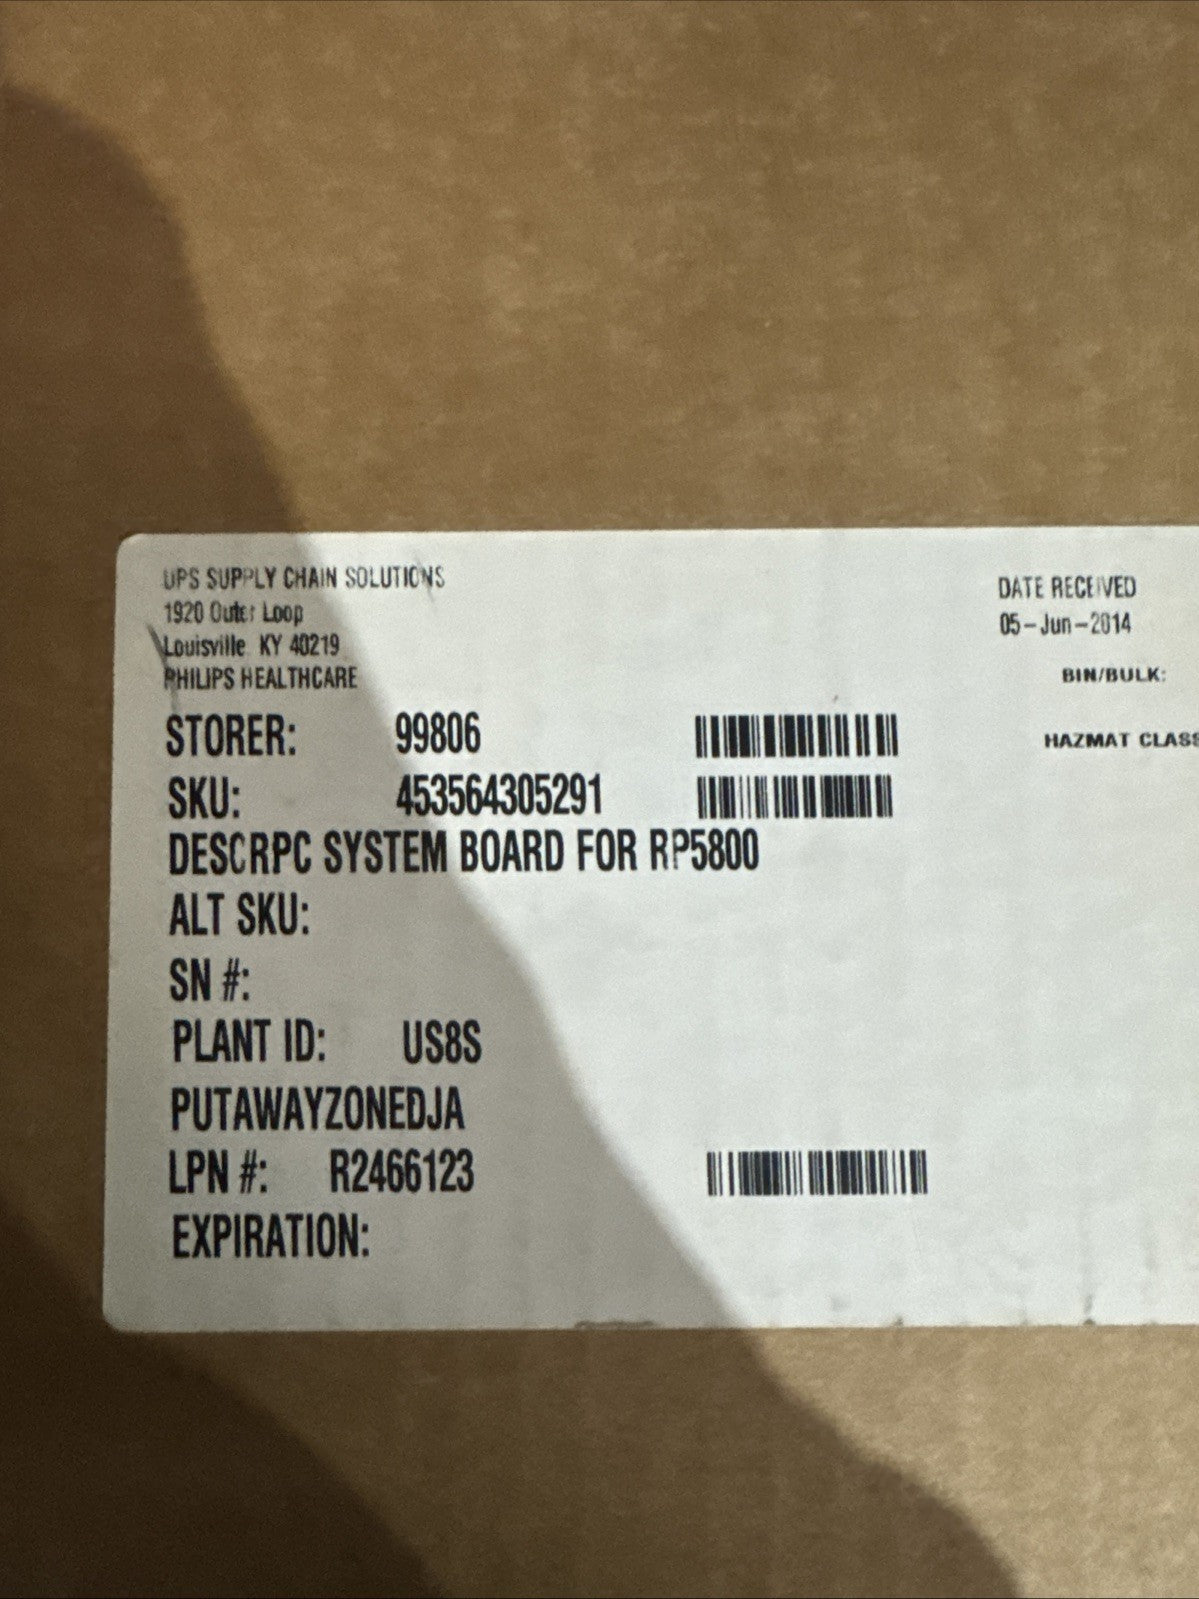 UPS SUPPLY CHAIN SOLUTIONS
1920 Outer Loop
Louisville KY 40219
PHILIPS HEALTHCARE
DATE RECEIVED
05-Jun-2014
BIN/BULK:
HAZMAT CLASS
STORER: 99806
SKU: 453564305291
DESCRPC SYSTEM BOARD FOR RP5800
ALT SKU:
SN #:
PLANT ID: US8S
PUTAWAYZONEDJA
LPN #: R2466123
EXPIRATION: